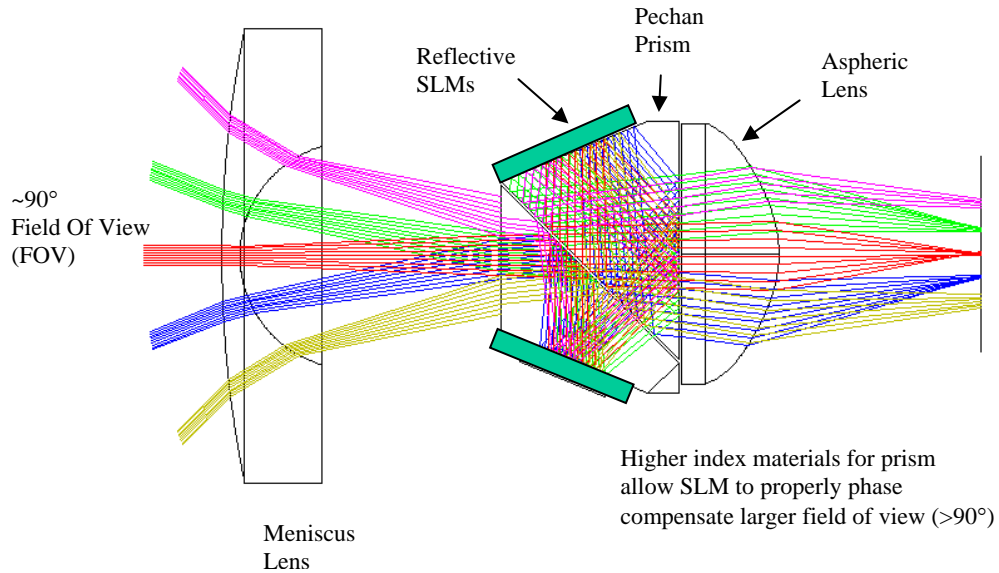 Pechan
Prism
Reflective
SLMs
Aspheric
Lens
~90°
Field Of View
(FOV)
Higher index materials for prism
allow SLM to properly phase
compensate larger field of view (>90°)
Meniscus
Lens